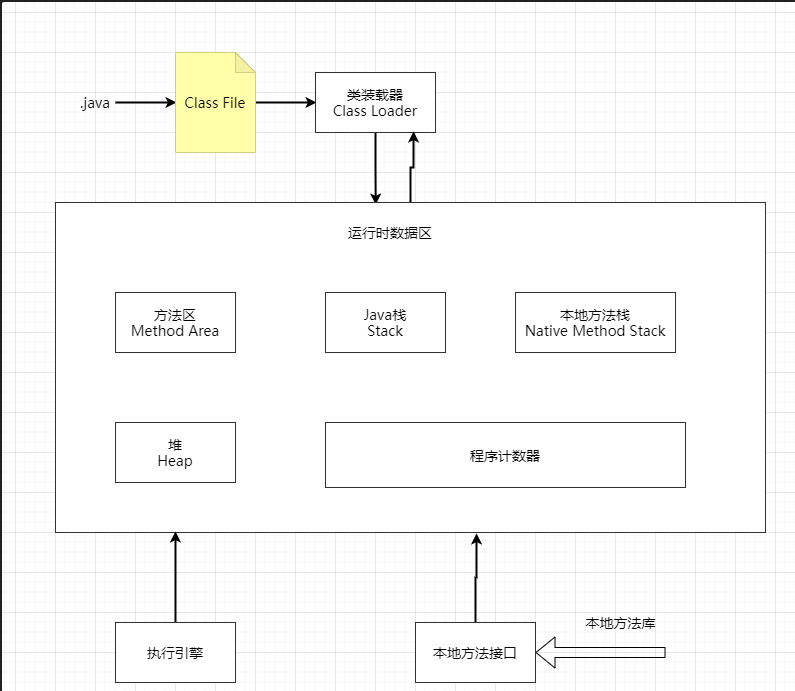 .java
Class File
类装载器
Class Loader
运行时数据区
方法区
Method Area
Java栈
Stack
本地方法栈
Native Method Stack
堆
Heap
程序计数器
执行引擎
本地方法接口
本地方法库